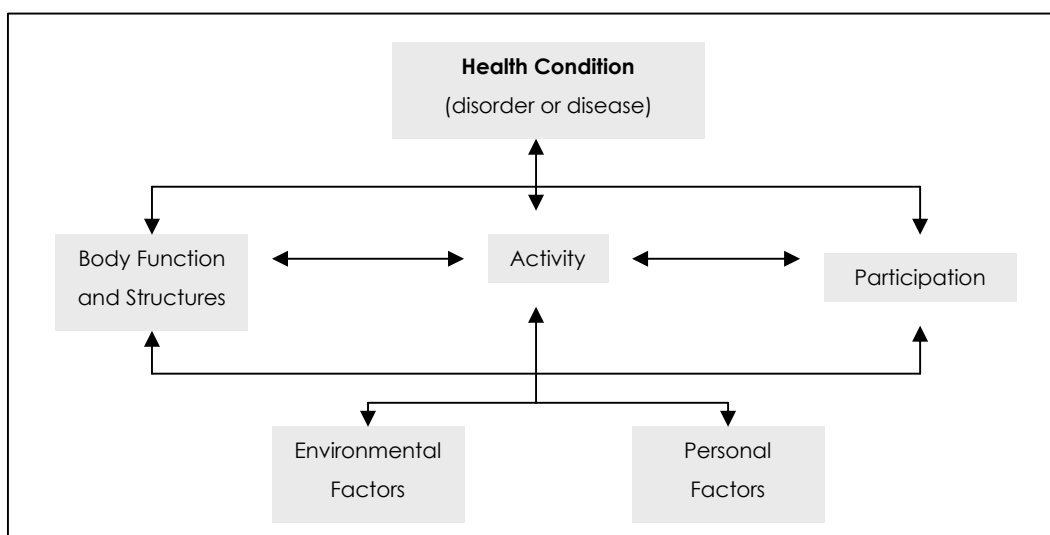 Health Condition
(disorder or disease)
Body Function
and Structures
Activity
Participation
Environmental
Factors
Personal
Factors